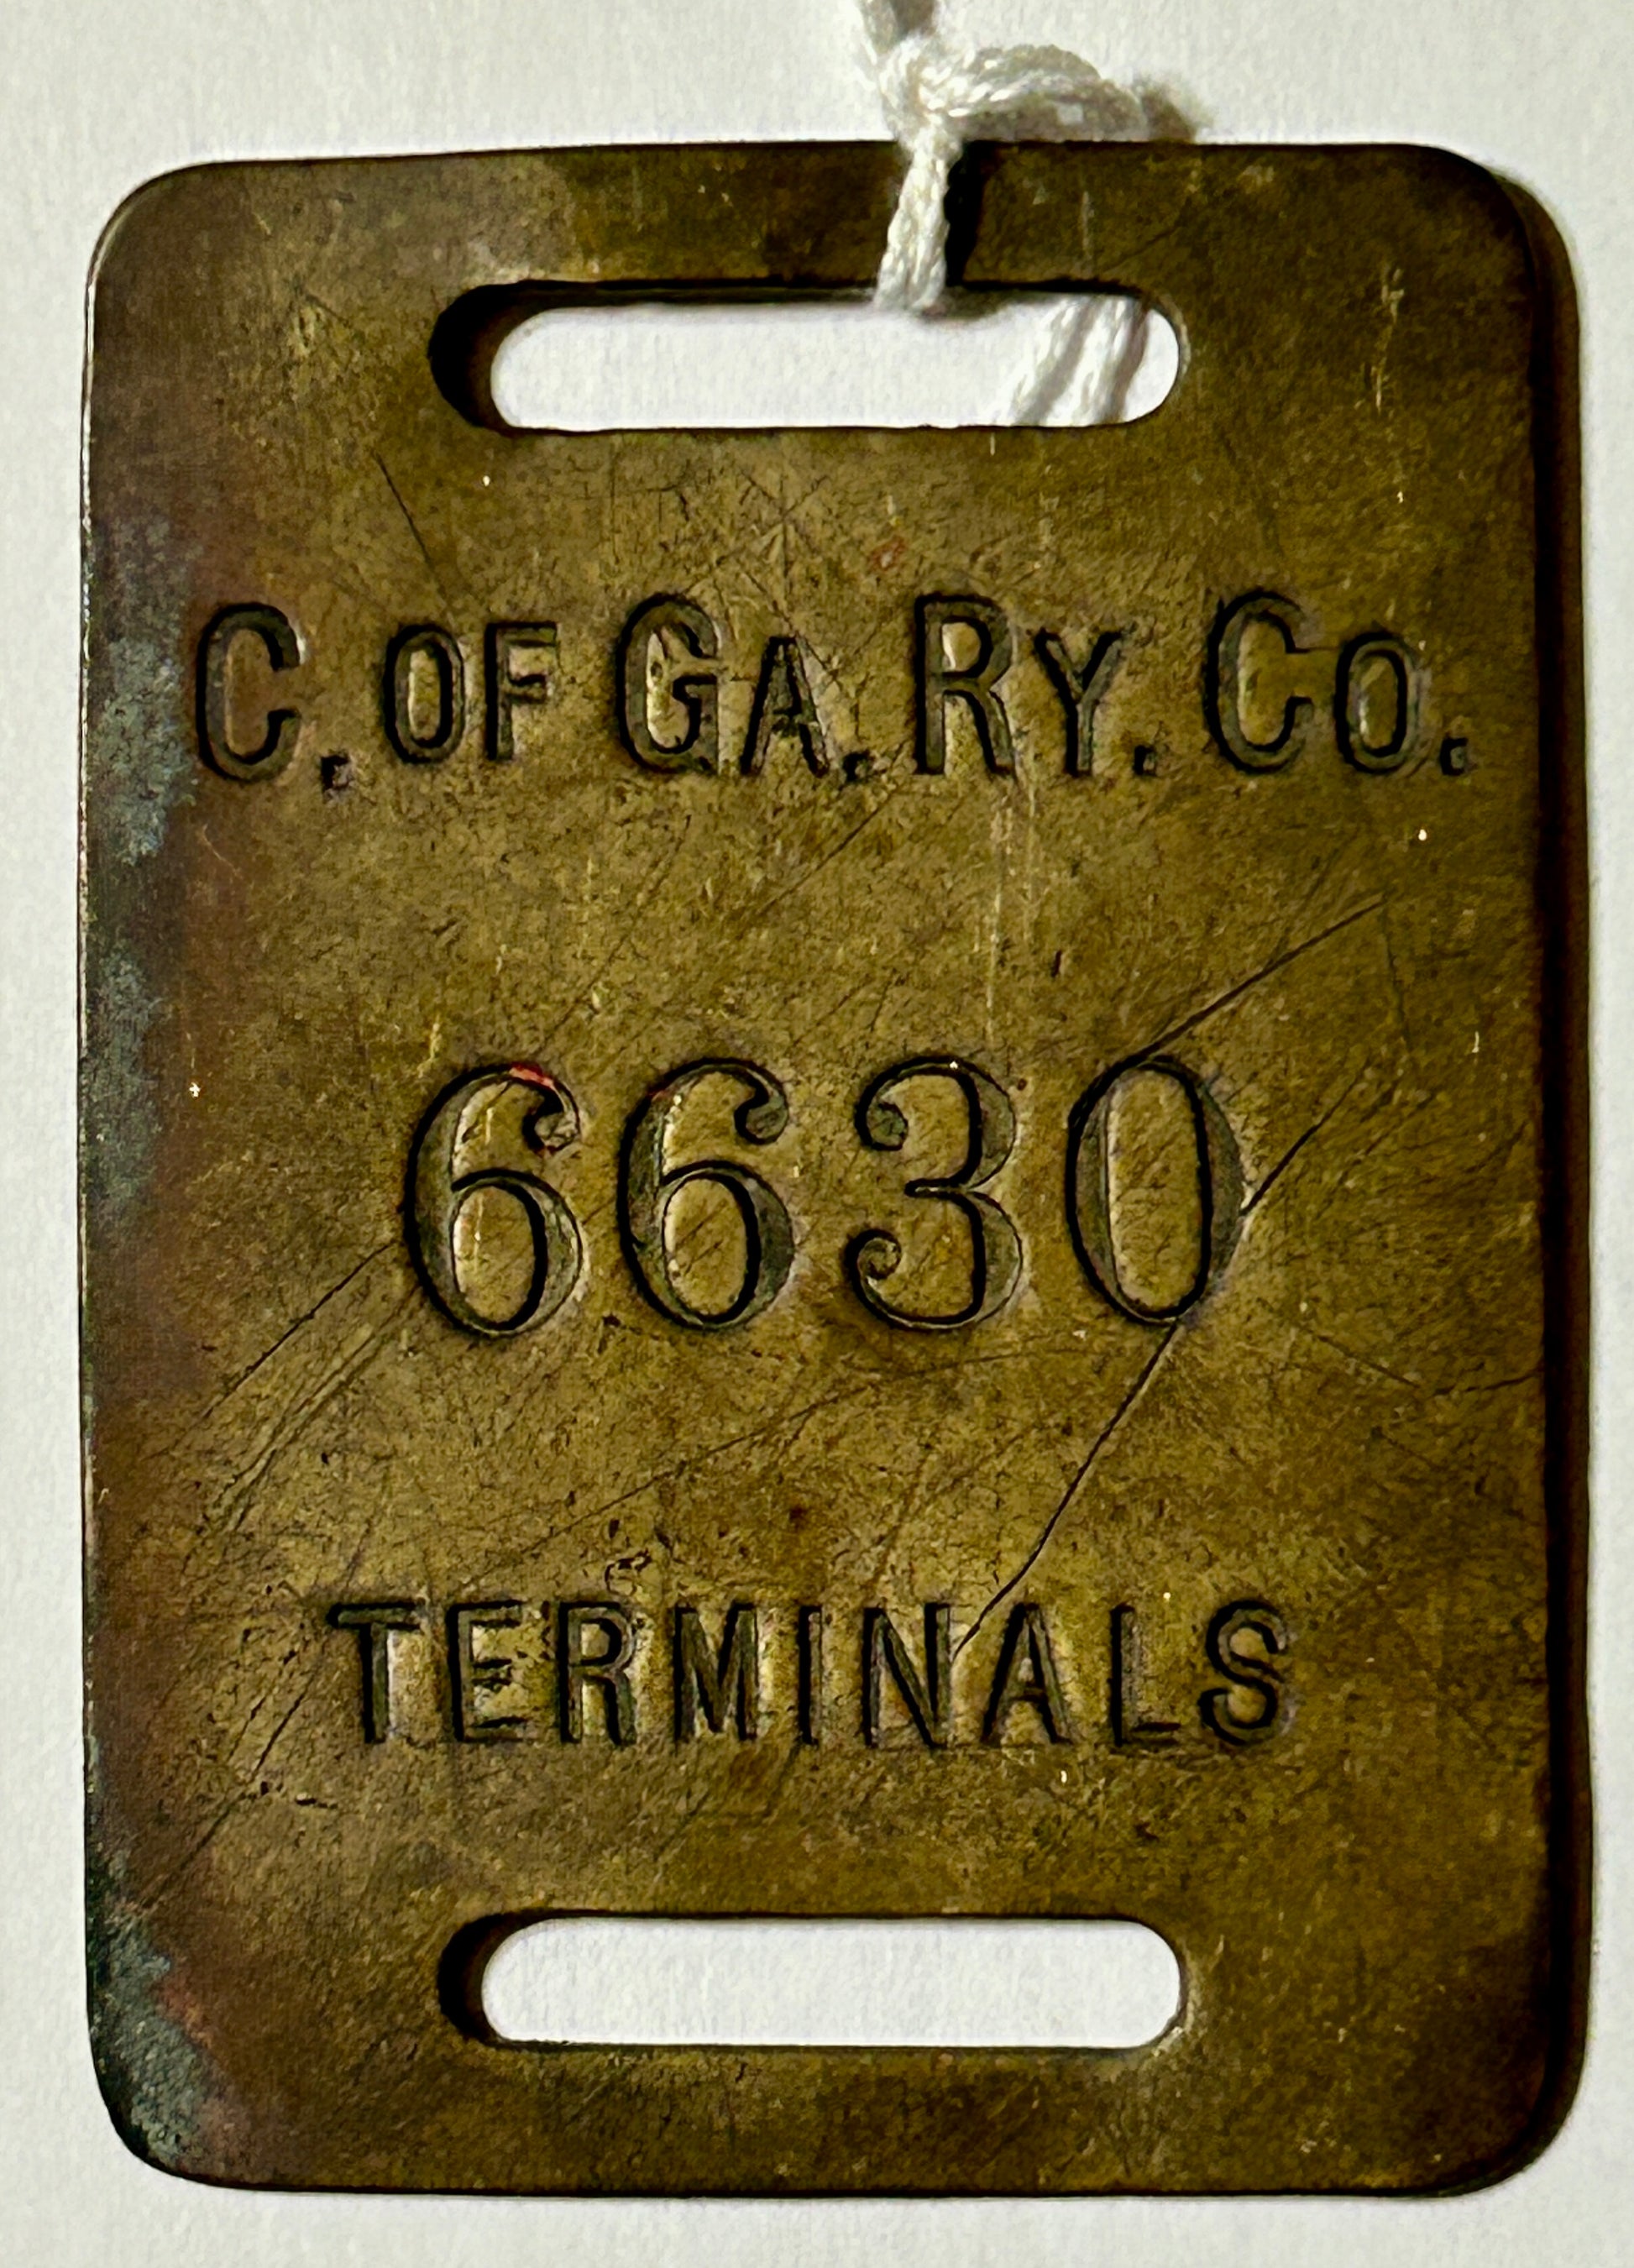 C. OF GA. RY. CO.
6630
TERMINALS